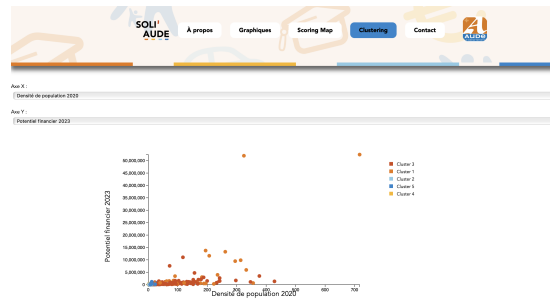 SOLI'
AUDE
À propos
Graphiques
Scoring Map
Clustering
Contact
AUDE
Axe X :
Densité de population 2020
Axe Y :
Potentiel financier 2023
Potentiel financier 2023
50,000,000
45,000,000
40,000,000
35,000,000
30,000,000
25,000,000
20,000,000
15,000,000
10,000,000
5,000,000
0
0
100
200
300
400
500
600
700
Densité de population 2020
Cluster 3
Cluster 1
Cluster 2
Cluster 5
Cluster 4